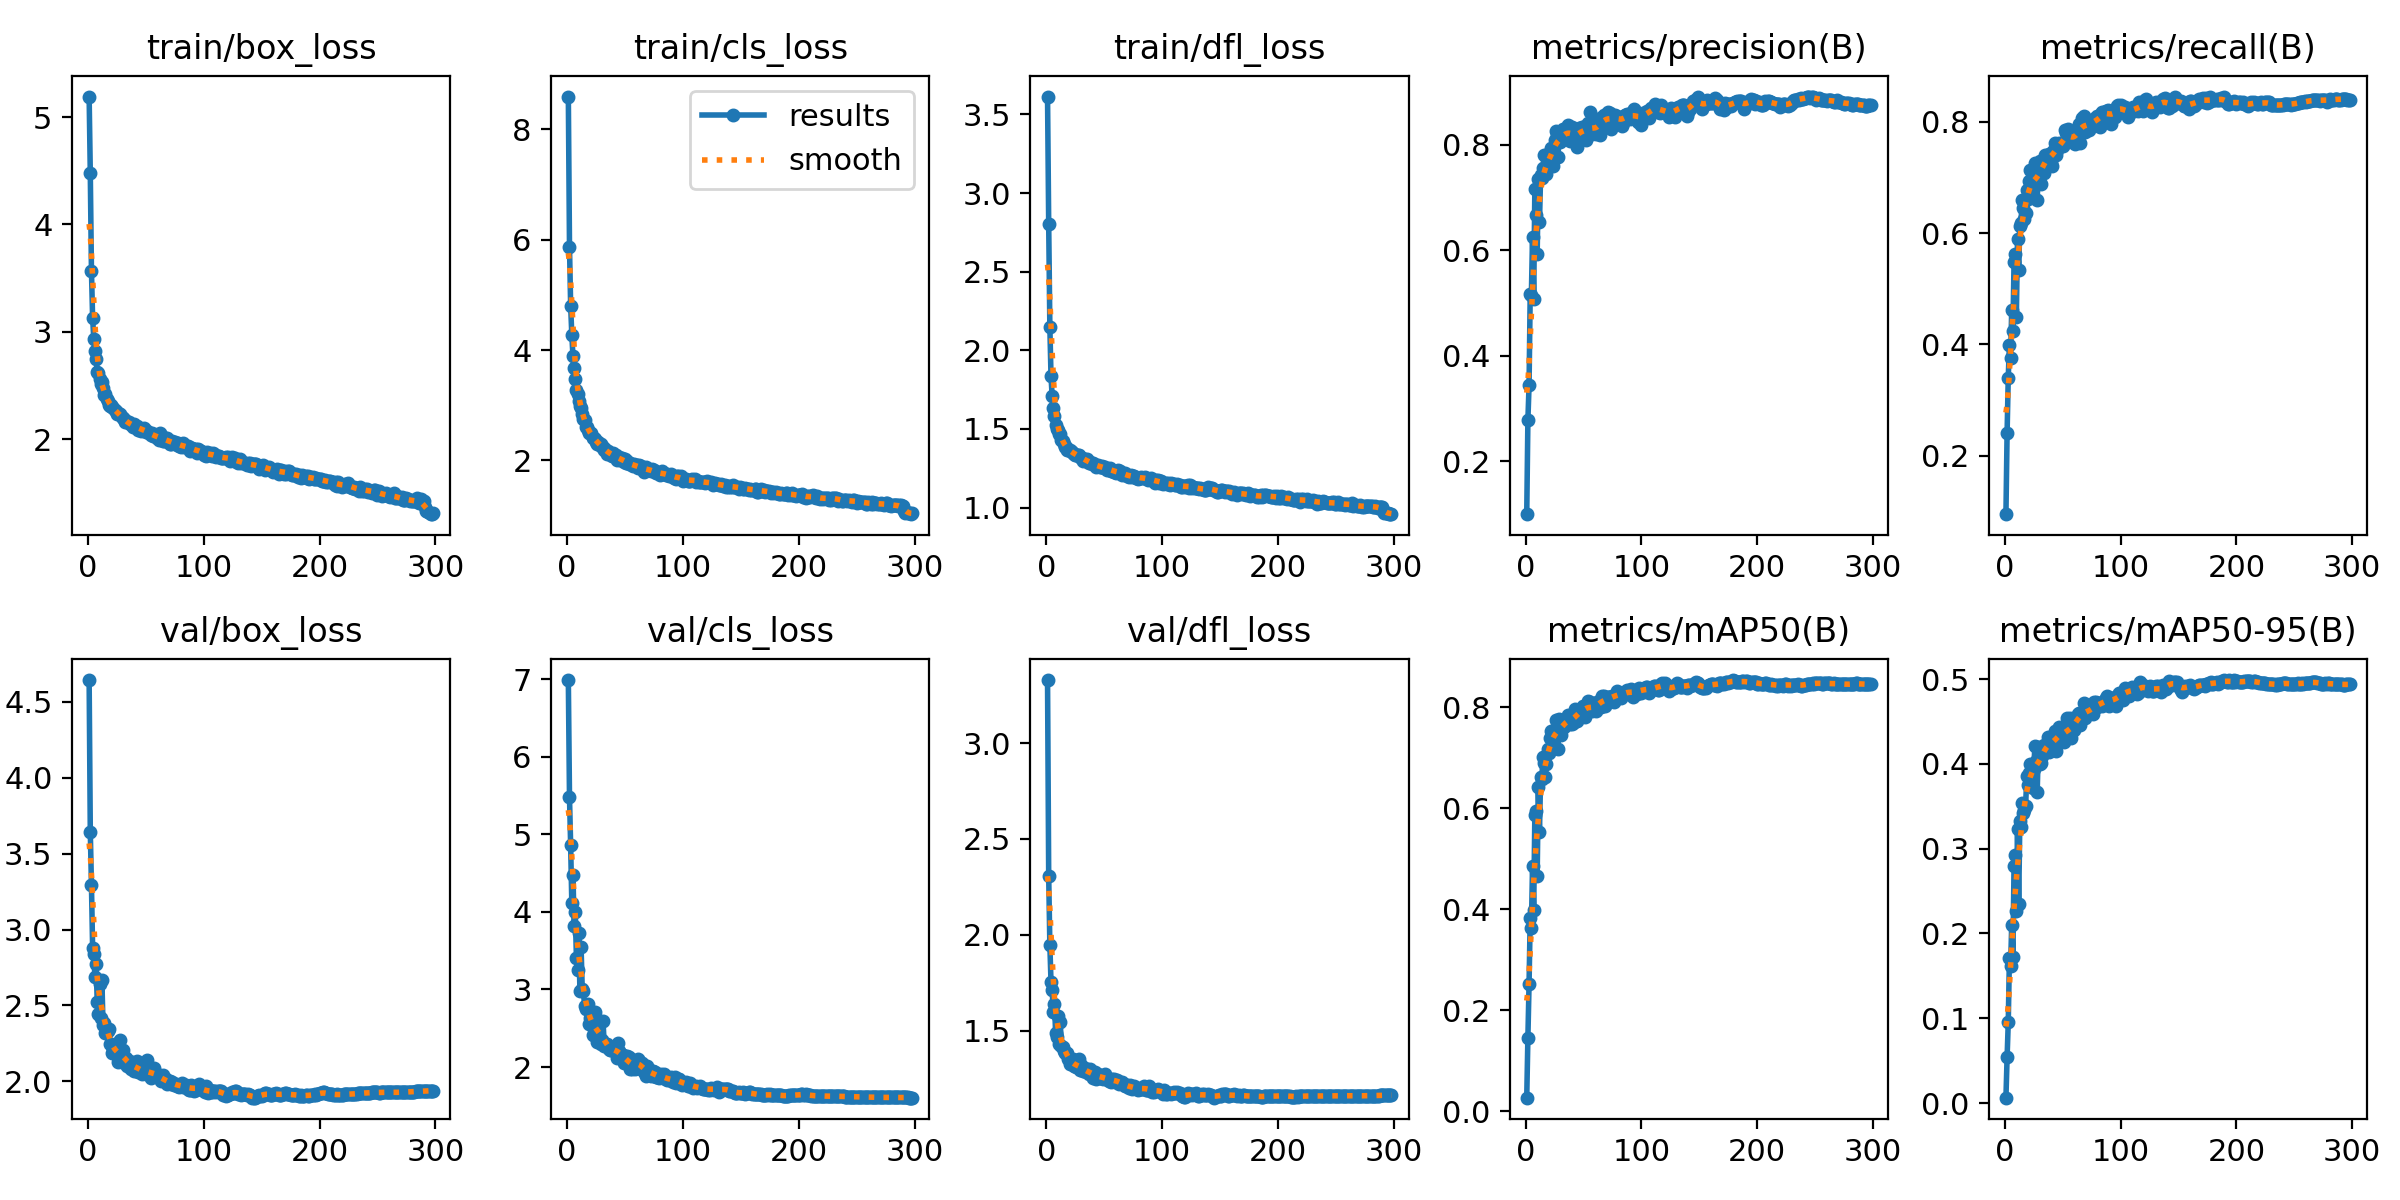 train/box_loss
train/cls_loss
train/dfl_loss
metrics/precision(B)
metrics/recall(B)
5
4
3
2
0 100 200 300
8
6
4
2
results
smooth
0 100 200 300
3.5
3.0
2.5
2.0
1.5
1.0
0 100 200 300
0.8
0.6
0.4
0.2
0 100 200 300
0.8
0.6
0.4
0.2
0 100 200 300
val/box_loss
val/cls_loss
val/dfl_loss
metrics/mAP50(B)
metrics/mAP50-95(B)
4.5
4.0
3.5
3.0
2.5
2.0
0 100 200 300
7
6
5
4
3
2
0 100 200 300
3.0
2.5
2.0
1.5
0 100 200 300
0.8
0.6
0.4
0.2
0.0
0 100 200 300
0.5
0.4
0.3
0.2
0.1
0.0
0 100 200 300